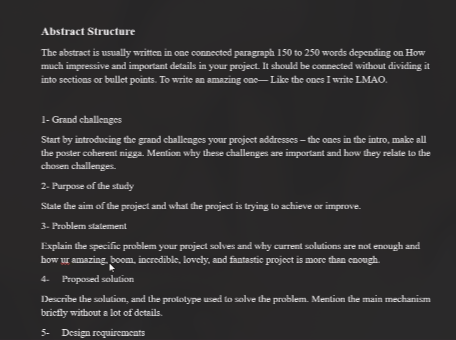 Abstract Structure
The abstract is usually written in one connected paragraph 150 to 250 words depending on How
much impressive and important details in your project. It should be connected without dividing it
into sections or bullet points. To write an amazing one— Like the ones I write LMAO.
1- Grand challenges
Start by introducing the grand challenges your project addresses – the ones in the intro, make all
the poster coherent nigga. Mention why these challenges are important and how they relate to the
chosen challenges.
2- Purpose of the study
State the aim of the project and what the project is trying to achieve or improve.
3- Problem statement
Explain the specific problem your project solves and why current solutions are not enough and
how ur amazing, boom, incredible, lovely, and fantastic project is more than enough.
4- Proposed solution
Describe the solution, and the prototype used to solve the problem. Mention the main mechanism
briefly without a lot of details.
5- Design requirements